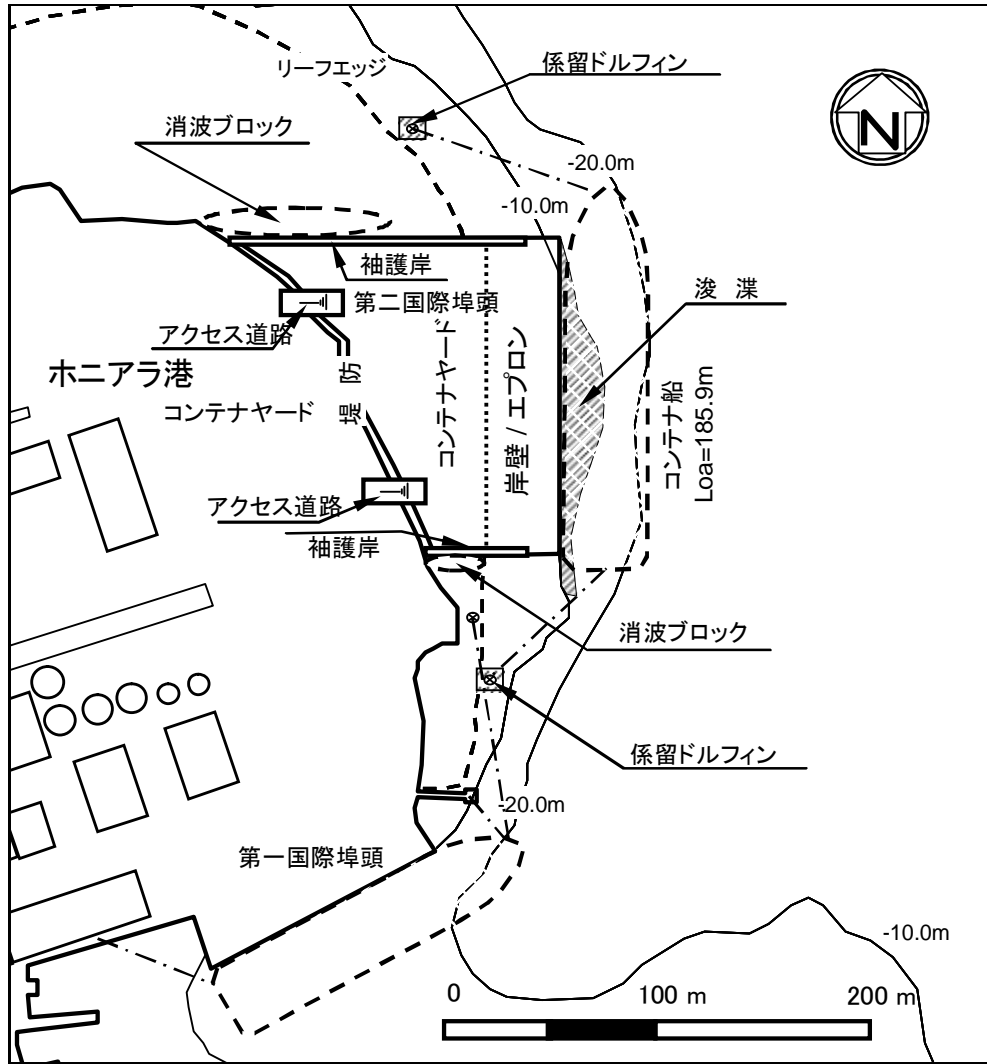 リーフエッジ
係留ドルフィン
消波ブロック
N
-20.0m
-10.0m
袖護岸
第二国際埠頭
浚 渫
アクセス道路
ホニアラ港
コンテナヤード
堤防
コンテナヤード
岸壁 / エプロン
コンテナ船
Loa=185.9m
アクセス道路
袖護岸
消波ブロック
係留ドルフィン
-20.0m
第一国際埠頭
-10.0m
0 100 m 200 m